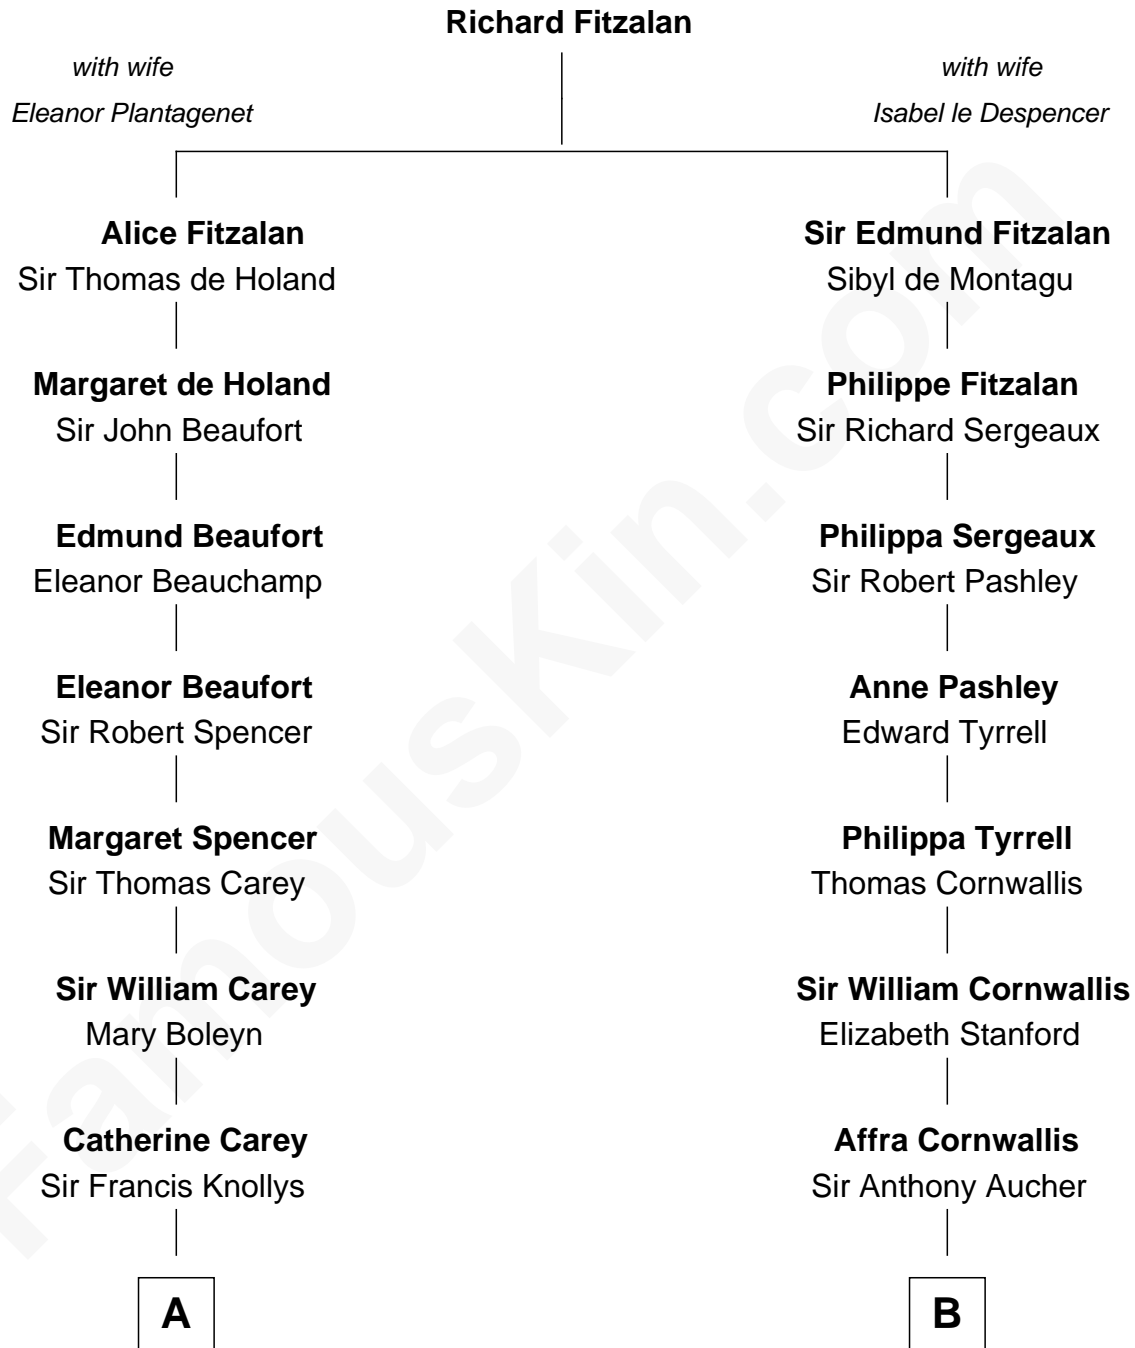 Richard Fitzalan
with wife
Eleanor Plantagenet
with wife
Isabel le Despencer
Alice Fitzalan
Sir Thomas de Holand
Sir Edmund Fitzalan
Sibyl de Montagu
Margaret de Holand
Sir John Beaufort
Philippe Fitzalan
Sir Richard Sergeaux
Edmund Beaufort
Eleanor Beauchamp
Philippa Sergeaux
Sir Robert Pashley
Eleanor Beaufort
Sir Robert Spencer
Anne Pashley
Edward Tyrrell
Margaret Spencer
Sir Thomas Carey
Philippa Tyrrell
Thomas Cornwallis
Sir William Carey
Mary Boleyn
Sir William Cornwallis
Elizabeth Stanford
Catherine Carey
Sir Francis Knollys
Affra Cornwallis
Sir Anthony Aucher
A
B
FamousKin.com